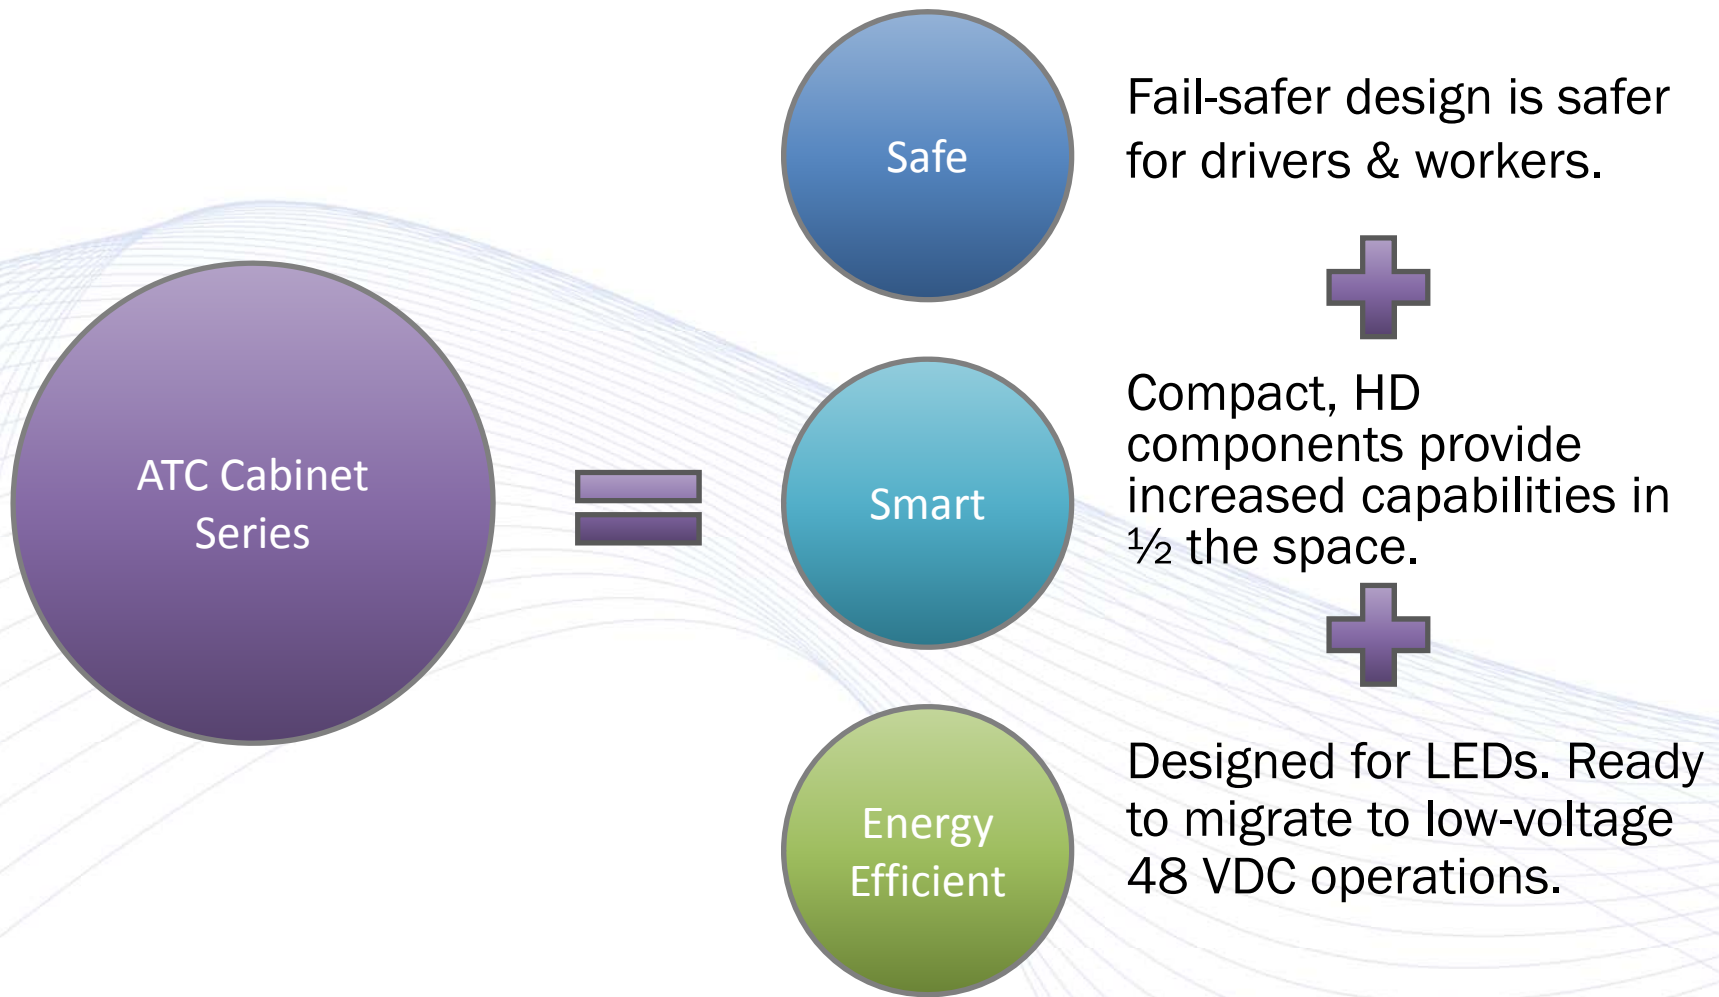 ATC Cabinet
Series
Safe
Fail-safer design is safer
for drivers & workers.
Smart
Compact, HD
components provide
increased capabilities in
½ the space.
Energy
Efficient
Designed for LEDs. Ready
to migrate to low-voltage
48 VDC operations.